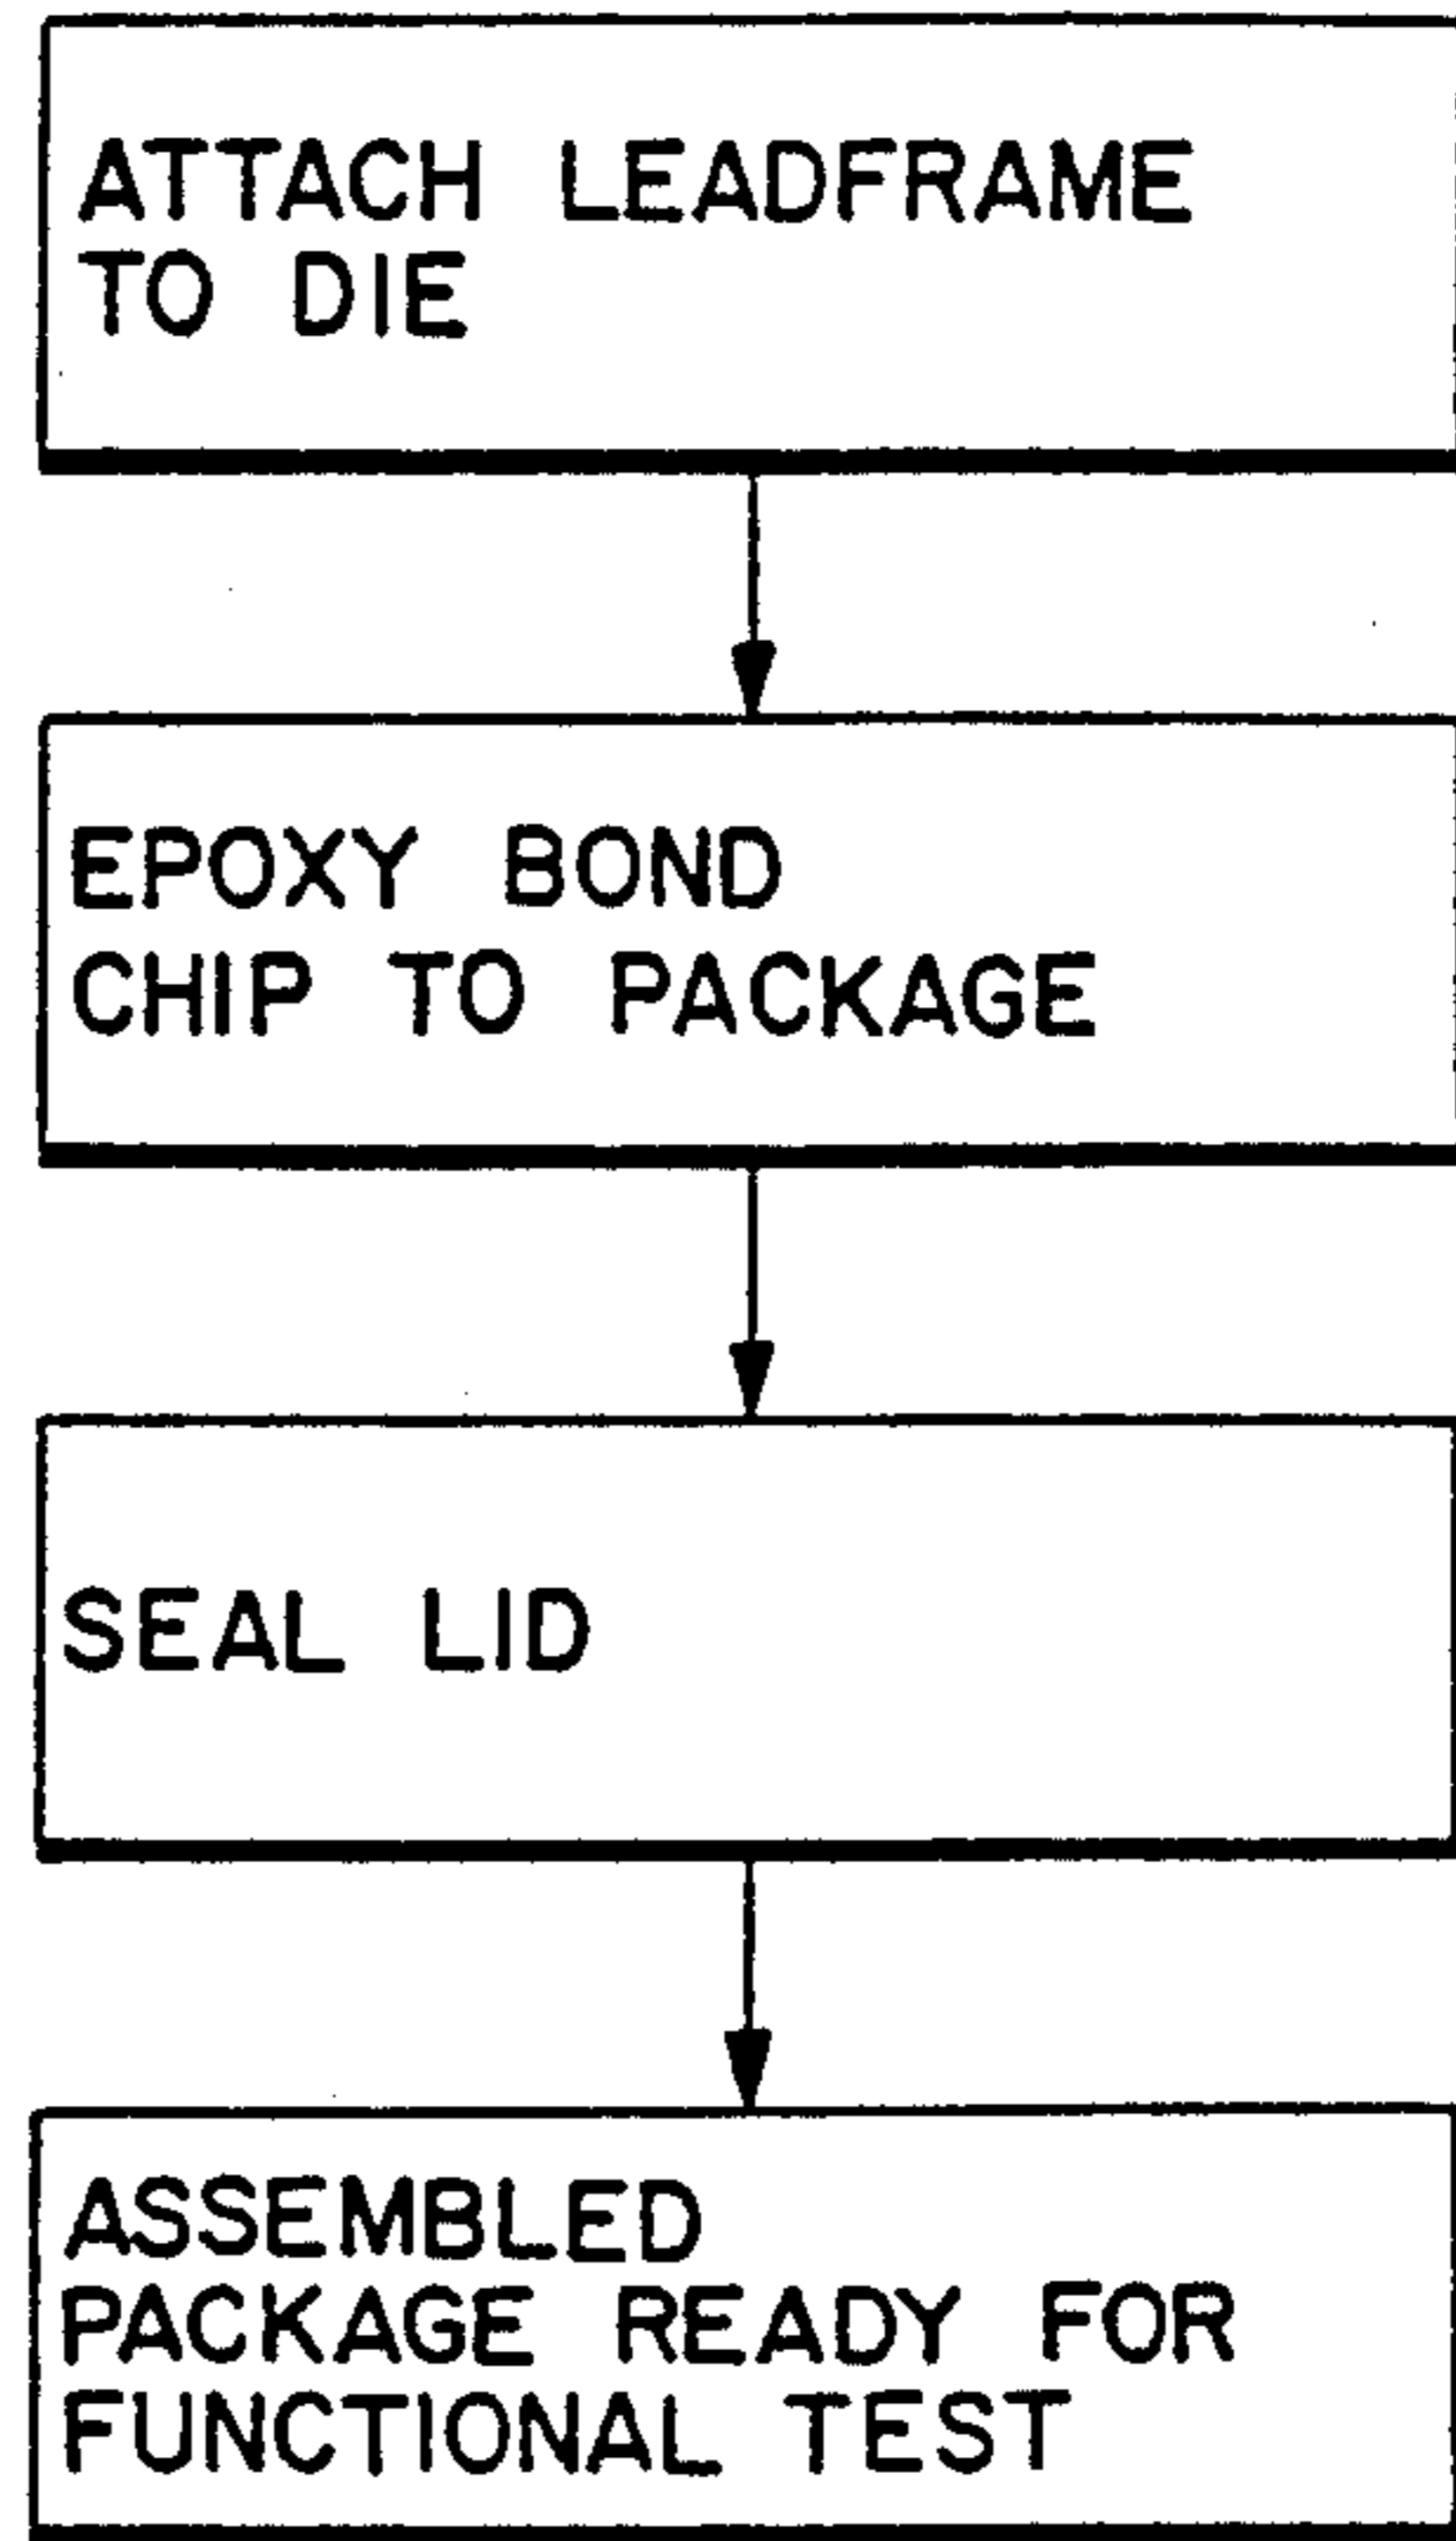 ATTACH LEADFRAME
TO DIE
EPOXY BOND
CHIP TO PACKAGE
SEAL LID
ASSEMBLED
PACKAGE READY FOR
FUNCTIONAL TEST